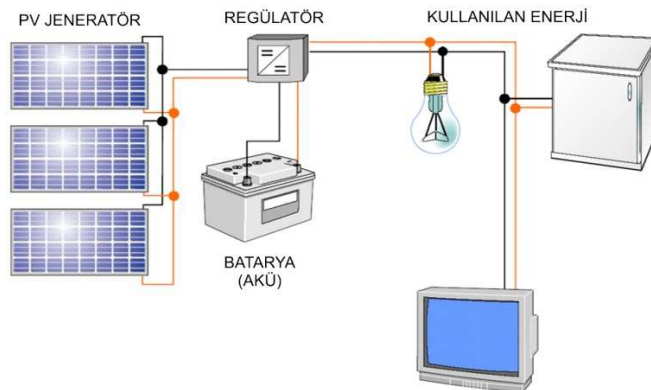 PV JENERATÖR
REGÜLATÖR
KULLANILAN ENERJİ
BATARYA
(AKÜ)